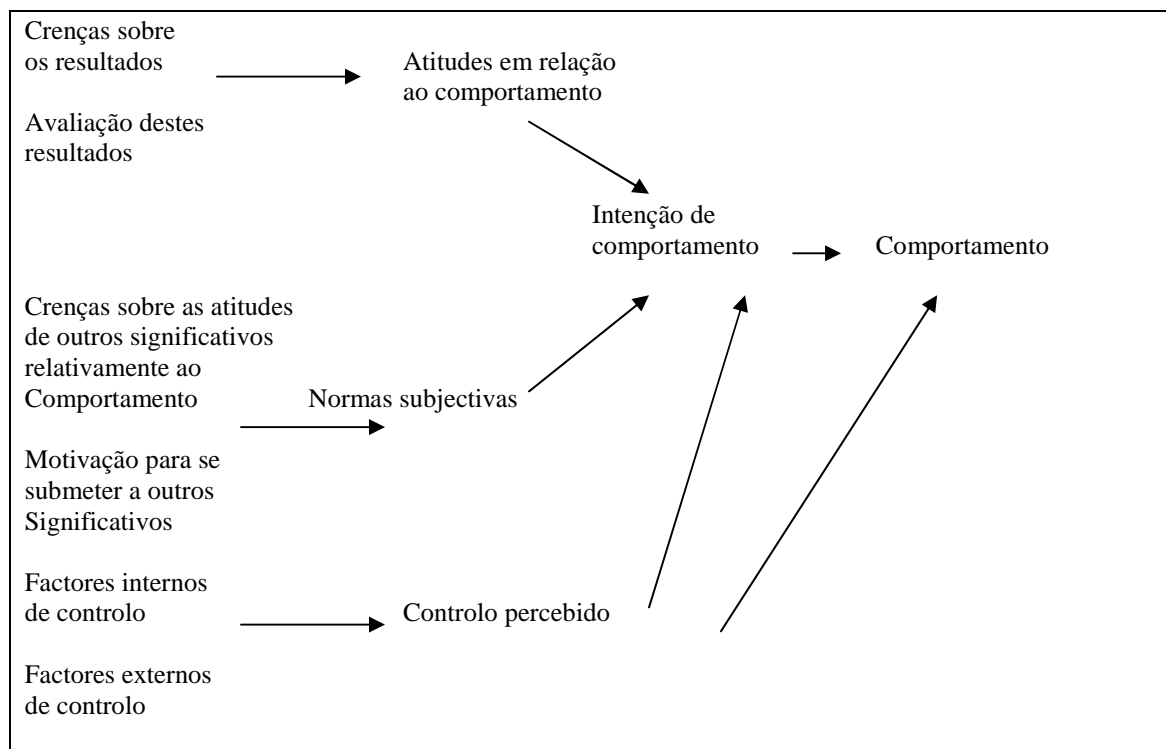 Crenças sobre
os resultados
Atitudes em relação
ao comportamento
Avaliação destes
resultados
Intenção de
comportamento
Comportamento
Crenças sobre as atitudes
de outros significativos
relativamente ao
Comportamento
Normas subjectivas
Motivação para se
submeter a outros
Significativos
Factores internos
de controlo
Controlo percebido
Factores externos
de controlo